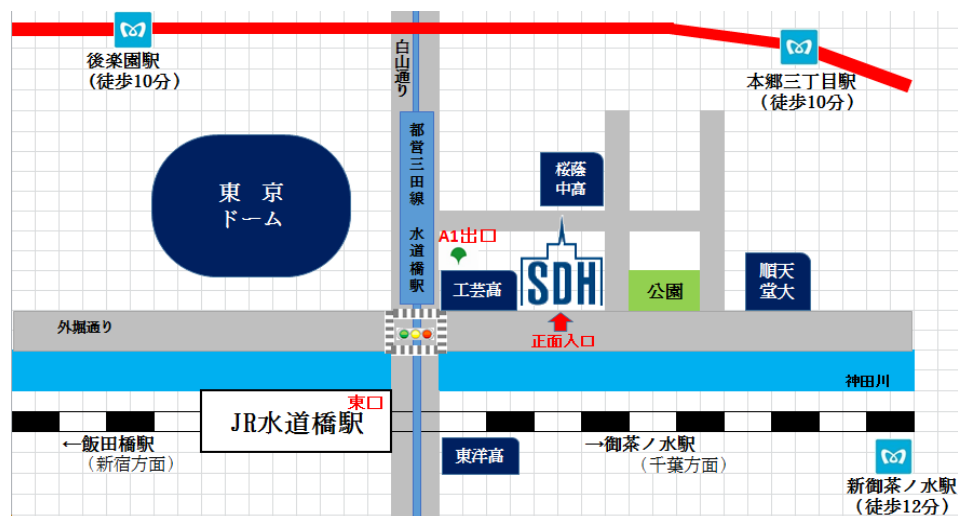 後楽園駅
(徒歩10分)
白山通り
本郷三丁目駅
(徒歩10分)
都営三田線 水道橋駅
桜蔭
中高
東 京
ドーム
A1出口
工芸高
SDH
公園
順天
堂大
外堀通り
正面入口
神田川
東口
JR水道橋駅
←飯田橋駅
(新宿方面)
東洋高
→御茶ノ水駅
(千葉方面)
新御茶ノ水駅
(徒歩12分)